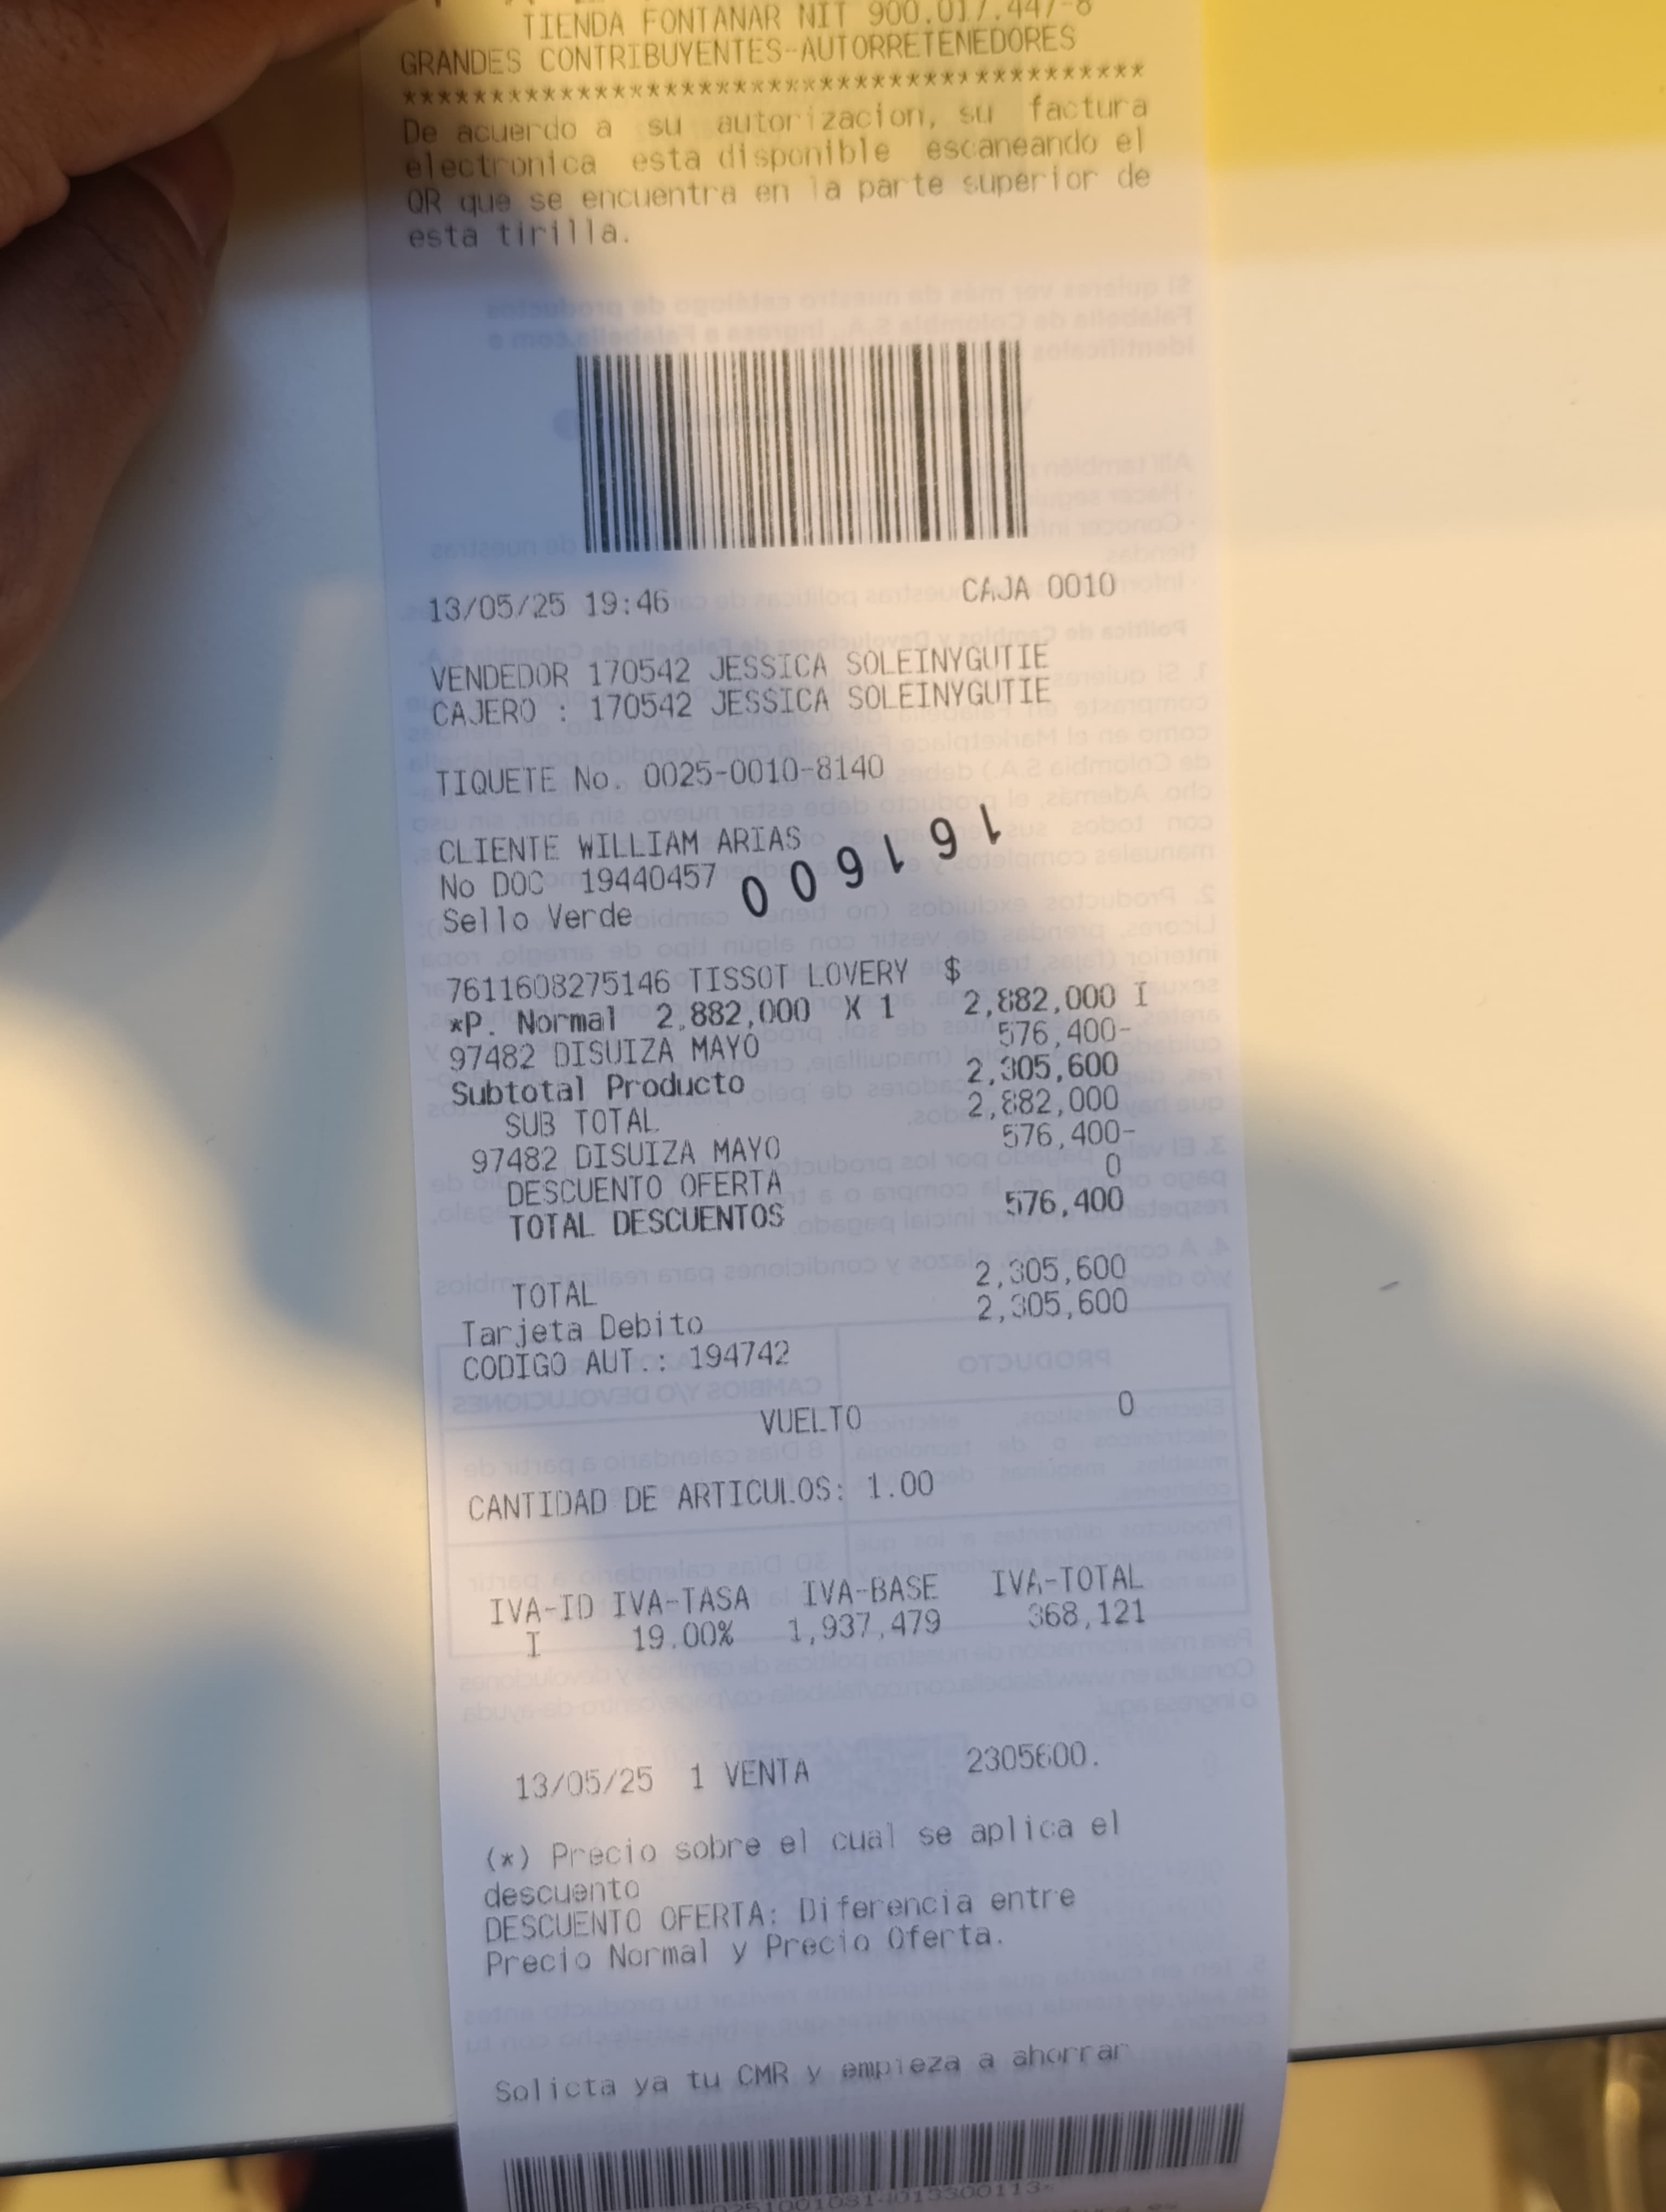 TIENDA FONTANAR NIT 900.017.447-8
GRANDES CONTRIBUYENTES-AUTORRETENEDORES
******************************************
De acuerdo a su autorizacion, su factura
electronica esta disponible escaneando el
QR que se encuentra en la parte superior de
esta tirilla.
13/05/25 19:46 CAJA 0010
VENDEDOR 170542 JESSICA SOLEINYGUTIE
CAJERO : 170542 JESSICA SOLEINYGUTIE
TIQUETE No. 0025-0010-8140
CLIENTE WILLIAM ARIAS
No DOC 19440457
Sello Verde
7611608275146 TISSOT LOVERY $
*P. Normal 2,882,000 X 1 2,882,000 I
97482 DISUIZA MAYO 576,400-
Subtotal Producto 2,305,600
SUB TOTAL 2,882,000
97482 DISUIZA MAYO 576,400-
DESCUENTO OFERTA 0
TOTAL DESCUENTOS 576,400
TOTAL 2,305,600
Tarjeta Debito 2,305,600
CODIGO AUT.: 194742
VUELTO 0
CANTIDAD DE ARTICULOS: 1.00
IVA-ID IVA-TASA IVA-BASE IVA-TOTAL
I 19.00% 1,937,479 368,121
13/05/25 1 VENTA 2305600.
(*) Precio sobre el cual se aplica el
descuento
DESCUENTO OFERTA: Diferencia entre
Precio Normal y Precio Oferta.
Solicta ya tu CMR y empieza a ahorrar